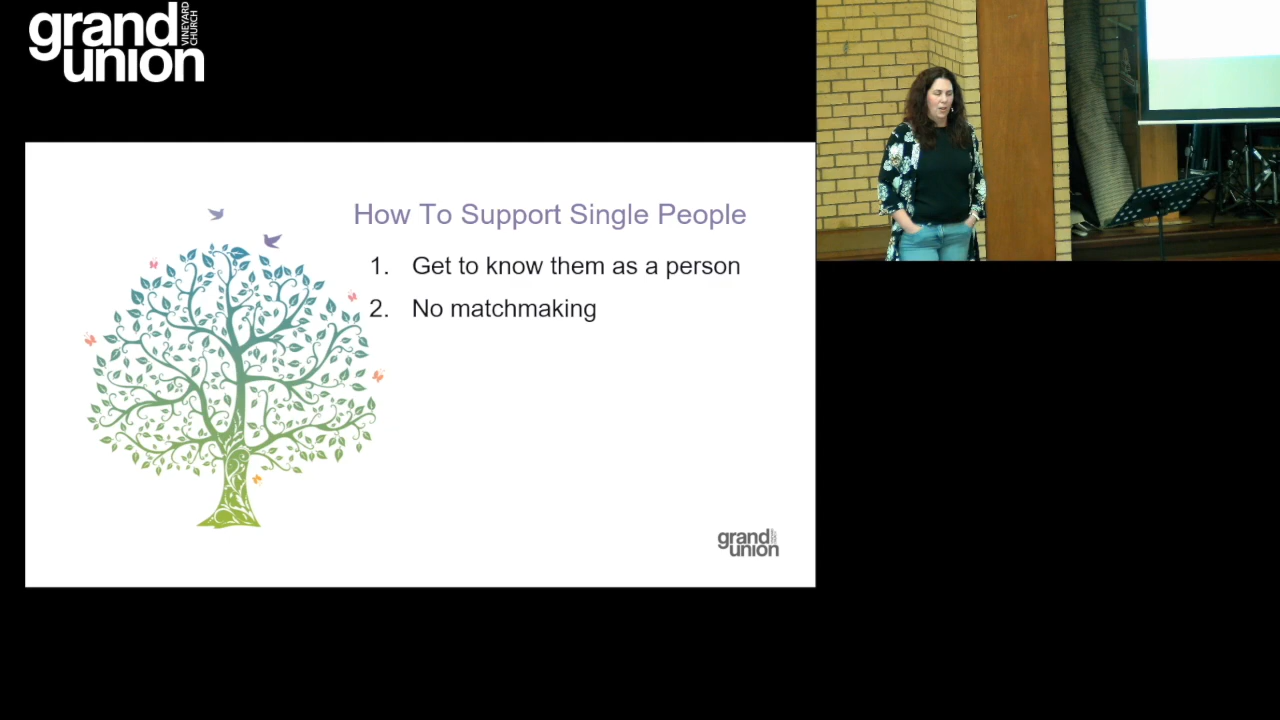 grand
union
VINEYARD
CHURCH
How To Support Single People
1. Get to know them as a person
2. No matchmaking
grand
union